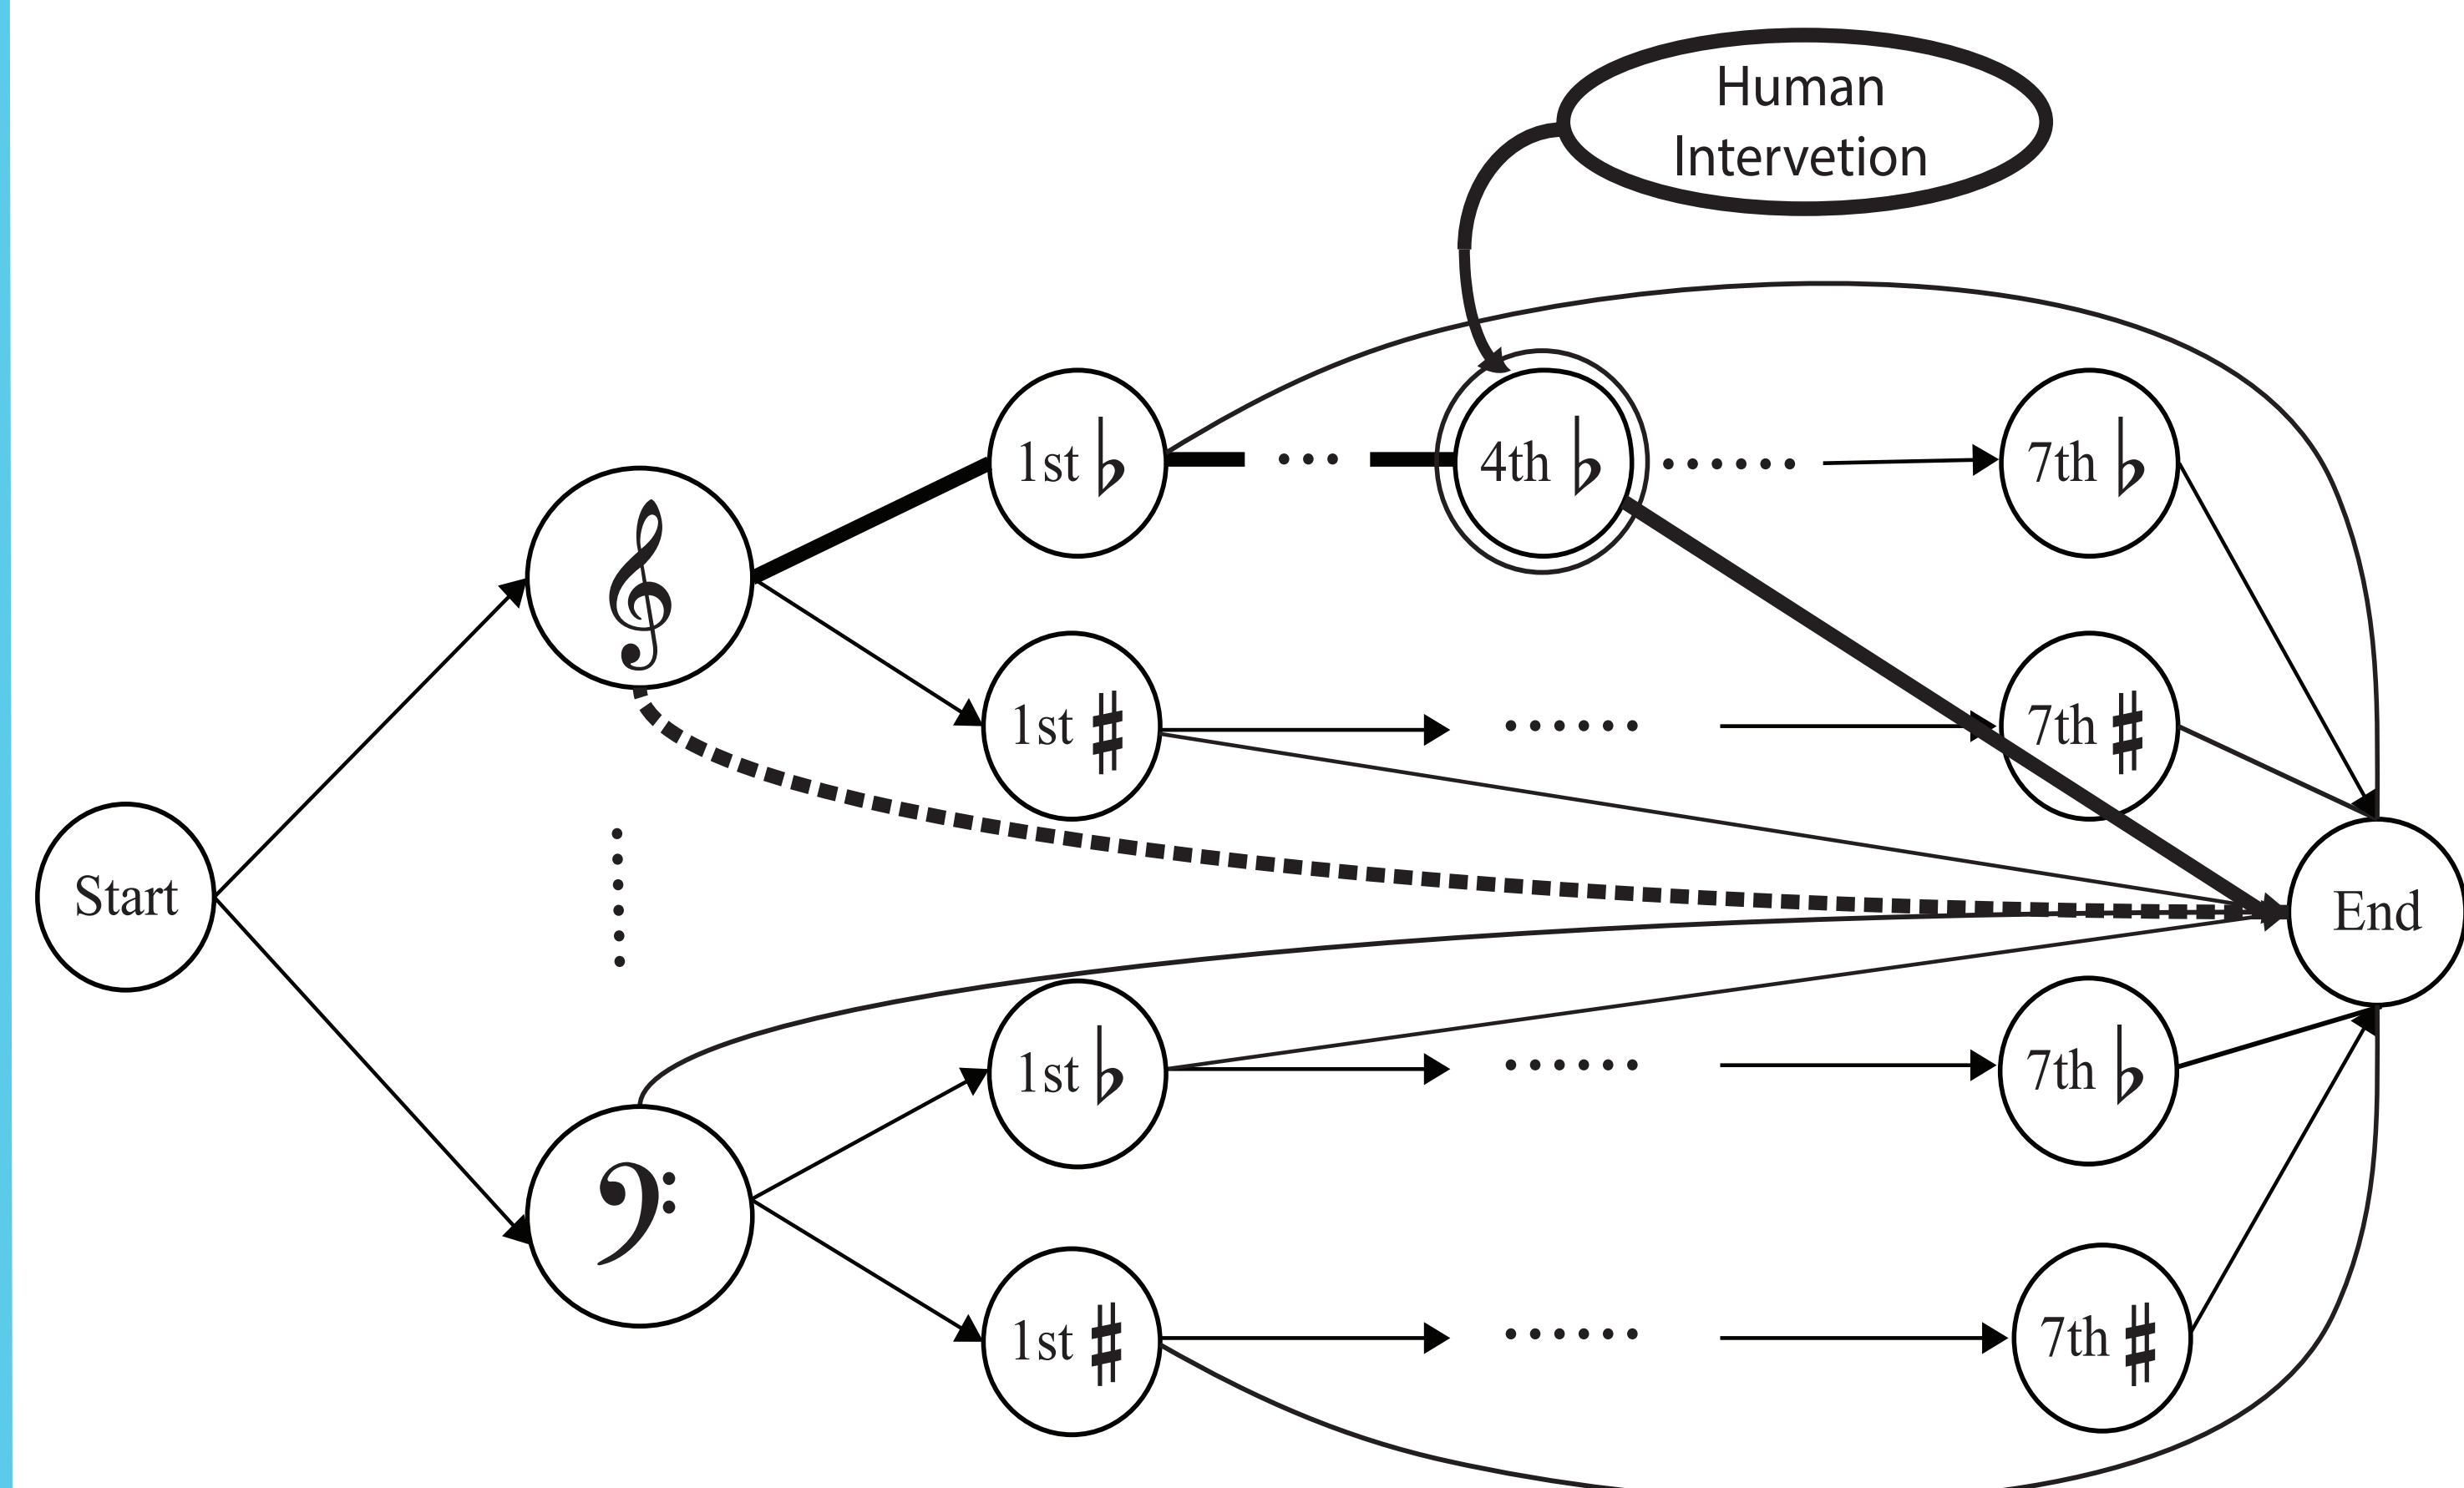 Human
Intervetion
1st ♭
4th ♭
7th ♭
1st ♯
7th ♯
Start
End
1st ♭
7th ♭
1st ♯
7th ♯